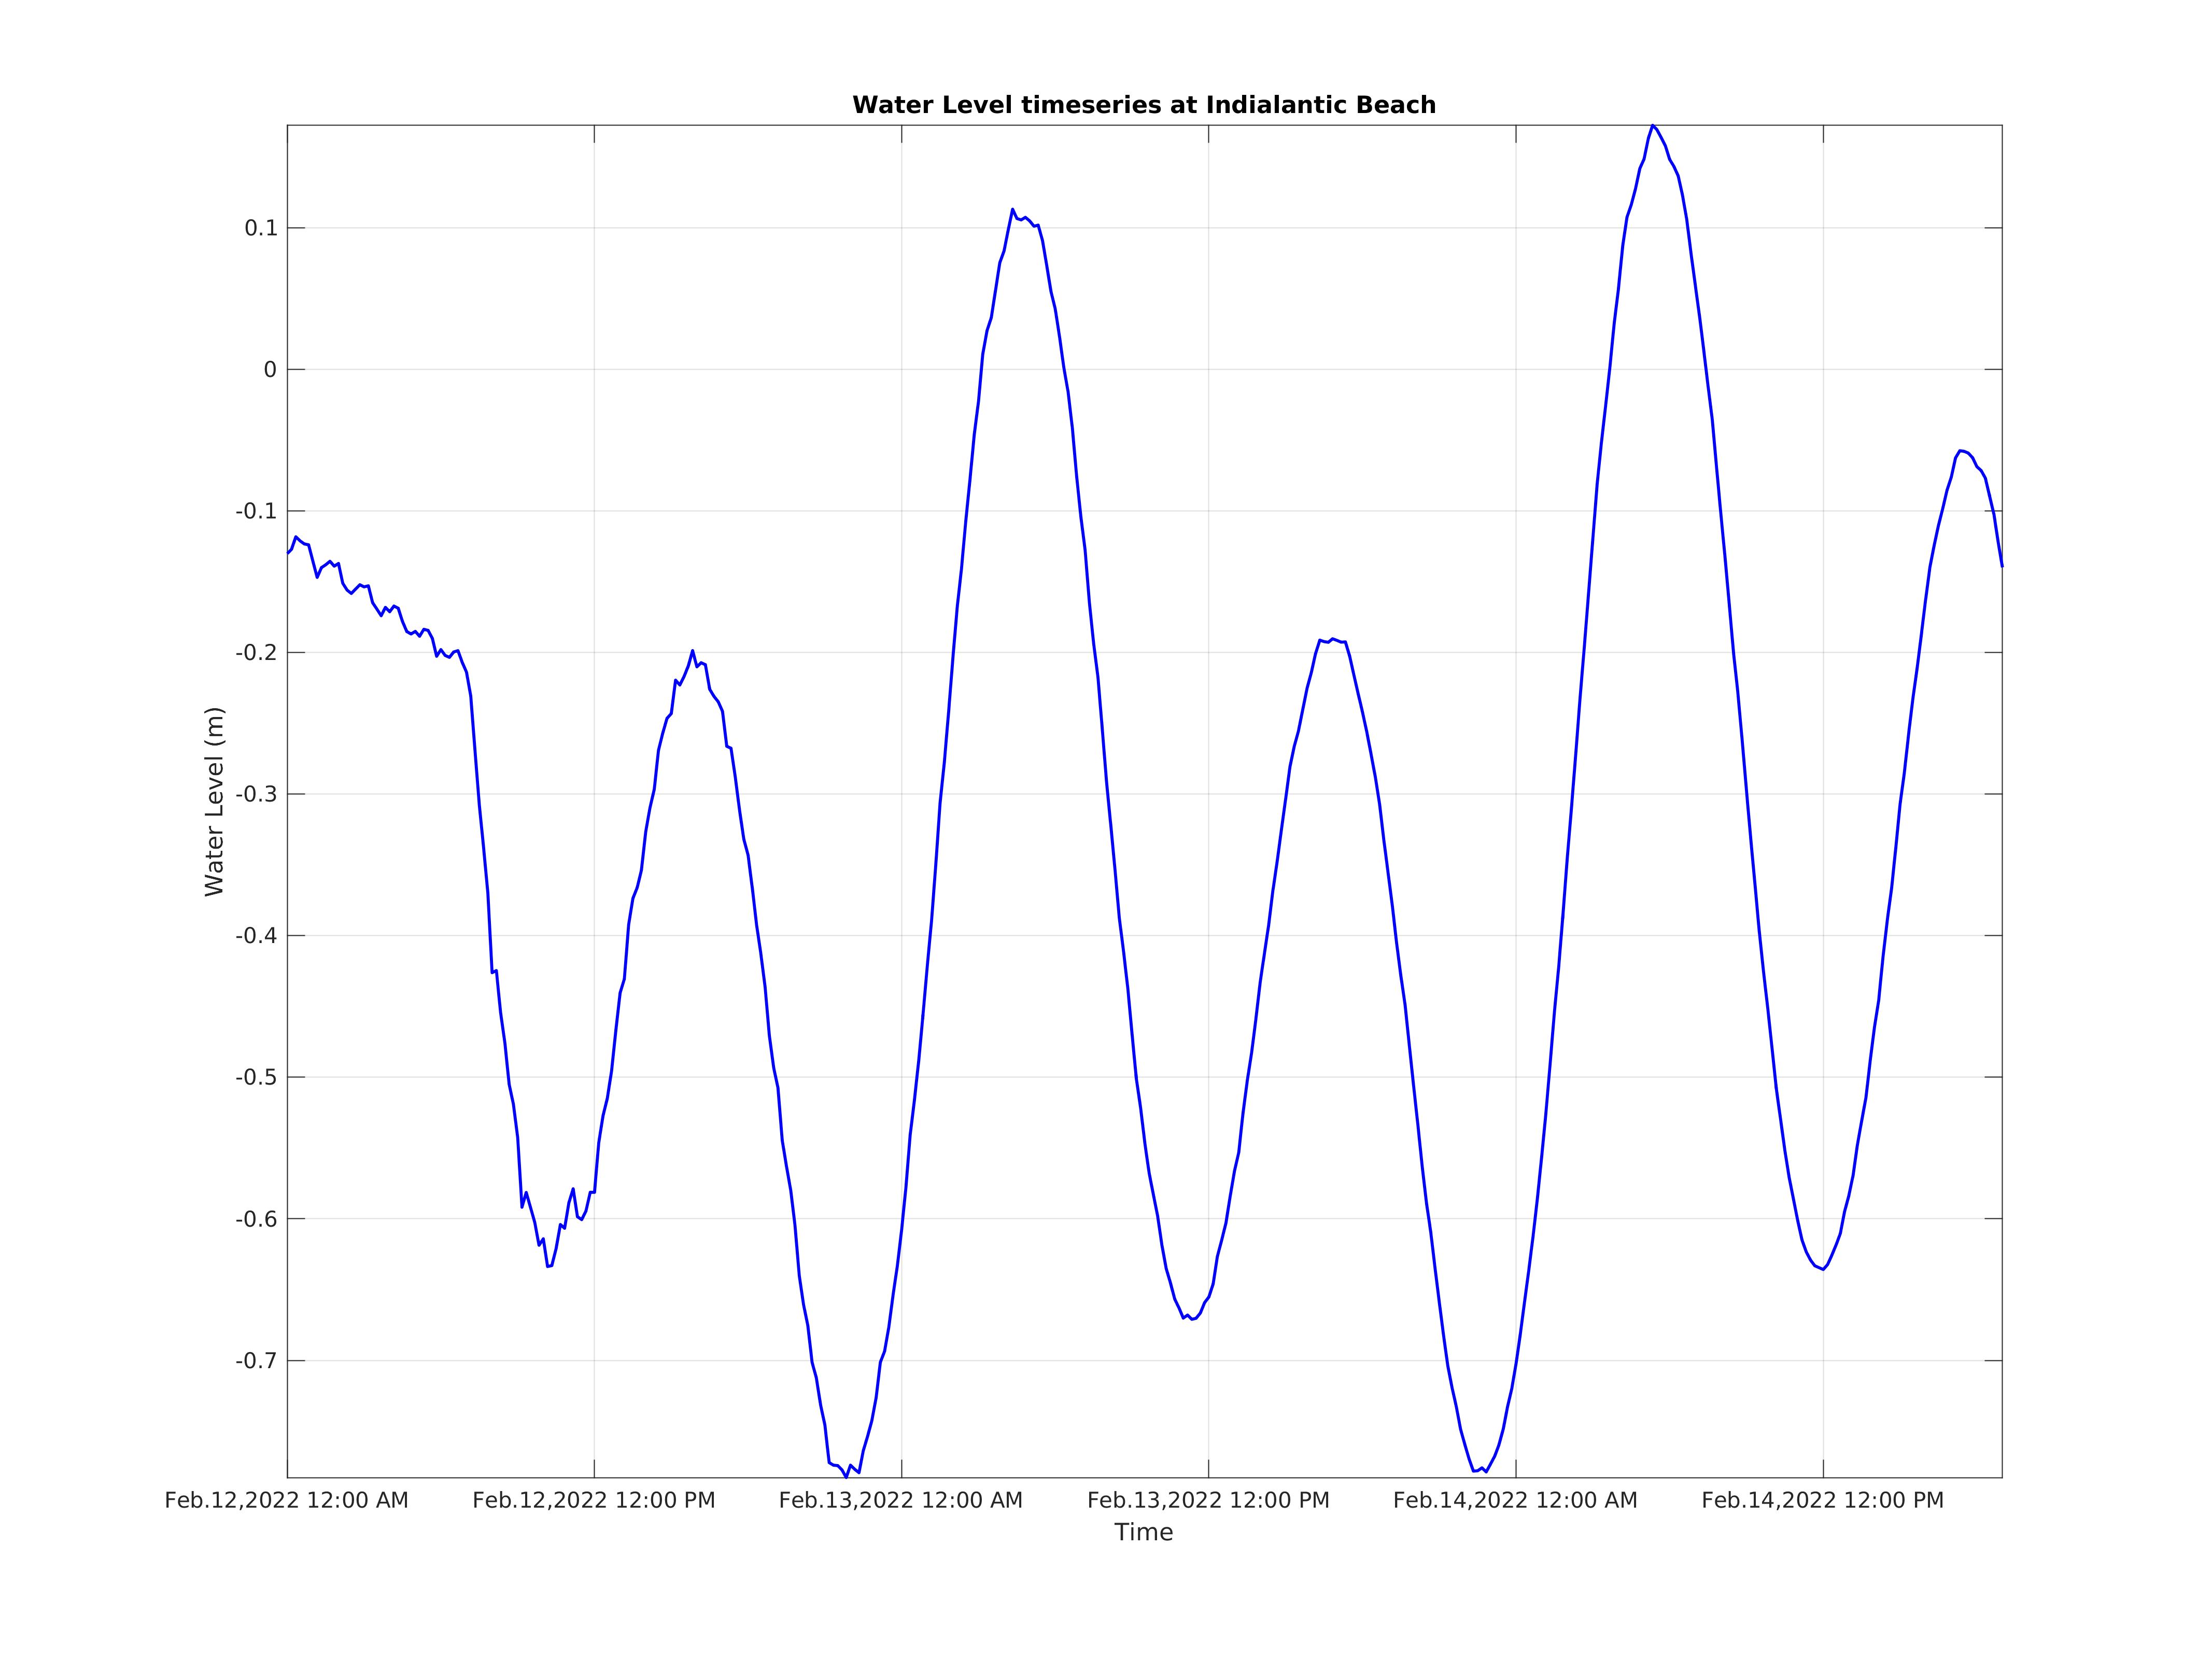 Water Level timeseries at Indialantic Beach
0.1
0
-0.1
-0.2
-0.3
-0.4
-0.5
-0.6
-0.7
Water Level (m)
Feb.12,2022 12:00 AM
Feb.12,2022 12:00 PM
Feb.13,2022 12:00 AM
Feb.13,2022 12:00 PM
Feb.14,2022 12:00 AM
Feb.14,2022 12:00 PM
Time